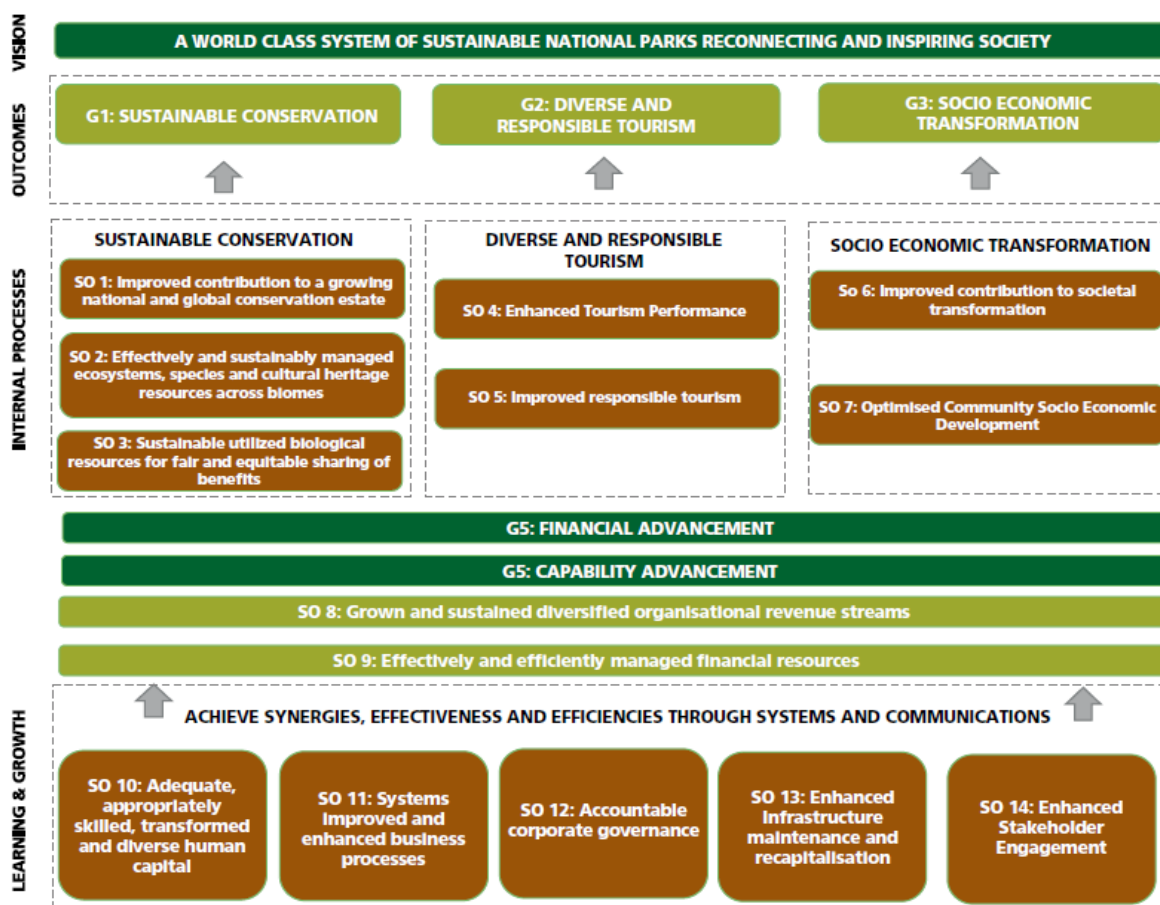 VISION
A WORLD CLASS SYSTEM OF SUSTAINABLE NATIONAL PARKS RECONNECTING AND INSPIRING SOCIETY
OUTCOMES
G1: SUSTAINABLE CONSERVATION
G2: DIVERSE AND
RESPONSIBLE TOURISM
G3: SOCIO ECONOMIC
TRANSFORMATION
INTERNAL PROCESSES
SUSTAINABLE CONSERVATION
SO 1: Improved contribution to a growing
national and global conservation estate
SO 2: Effectively and sustainably managed
ecosystems, species and cultural heritage
resources across biomes
SO 3: Sustainable utilized biological
resources for fair and equitable sharing of
benefits
DIVERSE AND RESPONSIBLE
TOURISM
SO 4: Enhanced Tourism Performance
SO 5: Improved responsible tourism
SOCIO ECONOMIC TRANSFORMATION
So 6: Improved contribution to societal
transformation
SO 7: Optimised Community Socio Economic
Development
G5: FINANCIAL ADVANCEMENT
G5: CAPABILITY ADVANCEMENT
SO 8: Grown and sustained diversified organisational revenue streams
SO 9: Effectively and efficiently managed financial resources
LEARNING & GROWTH
ACHIEVE SYNERGIES, EFFECTIVENESS AND EFFICIENCIES THROUGH SYSTEMS AND COMMUNICATIONS
SO 10: Adequate,
appropriately
skilled, transformed
and diverse human
capital
SO 11: Systems
Improved and
enhanced business
processes
SO 12: Accountable
corporate governance
SO 13: Enhanced
Infrastructure
maintenance and
recapitalisation
SO 14: Enhanced
Stakeholder
Engagement